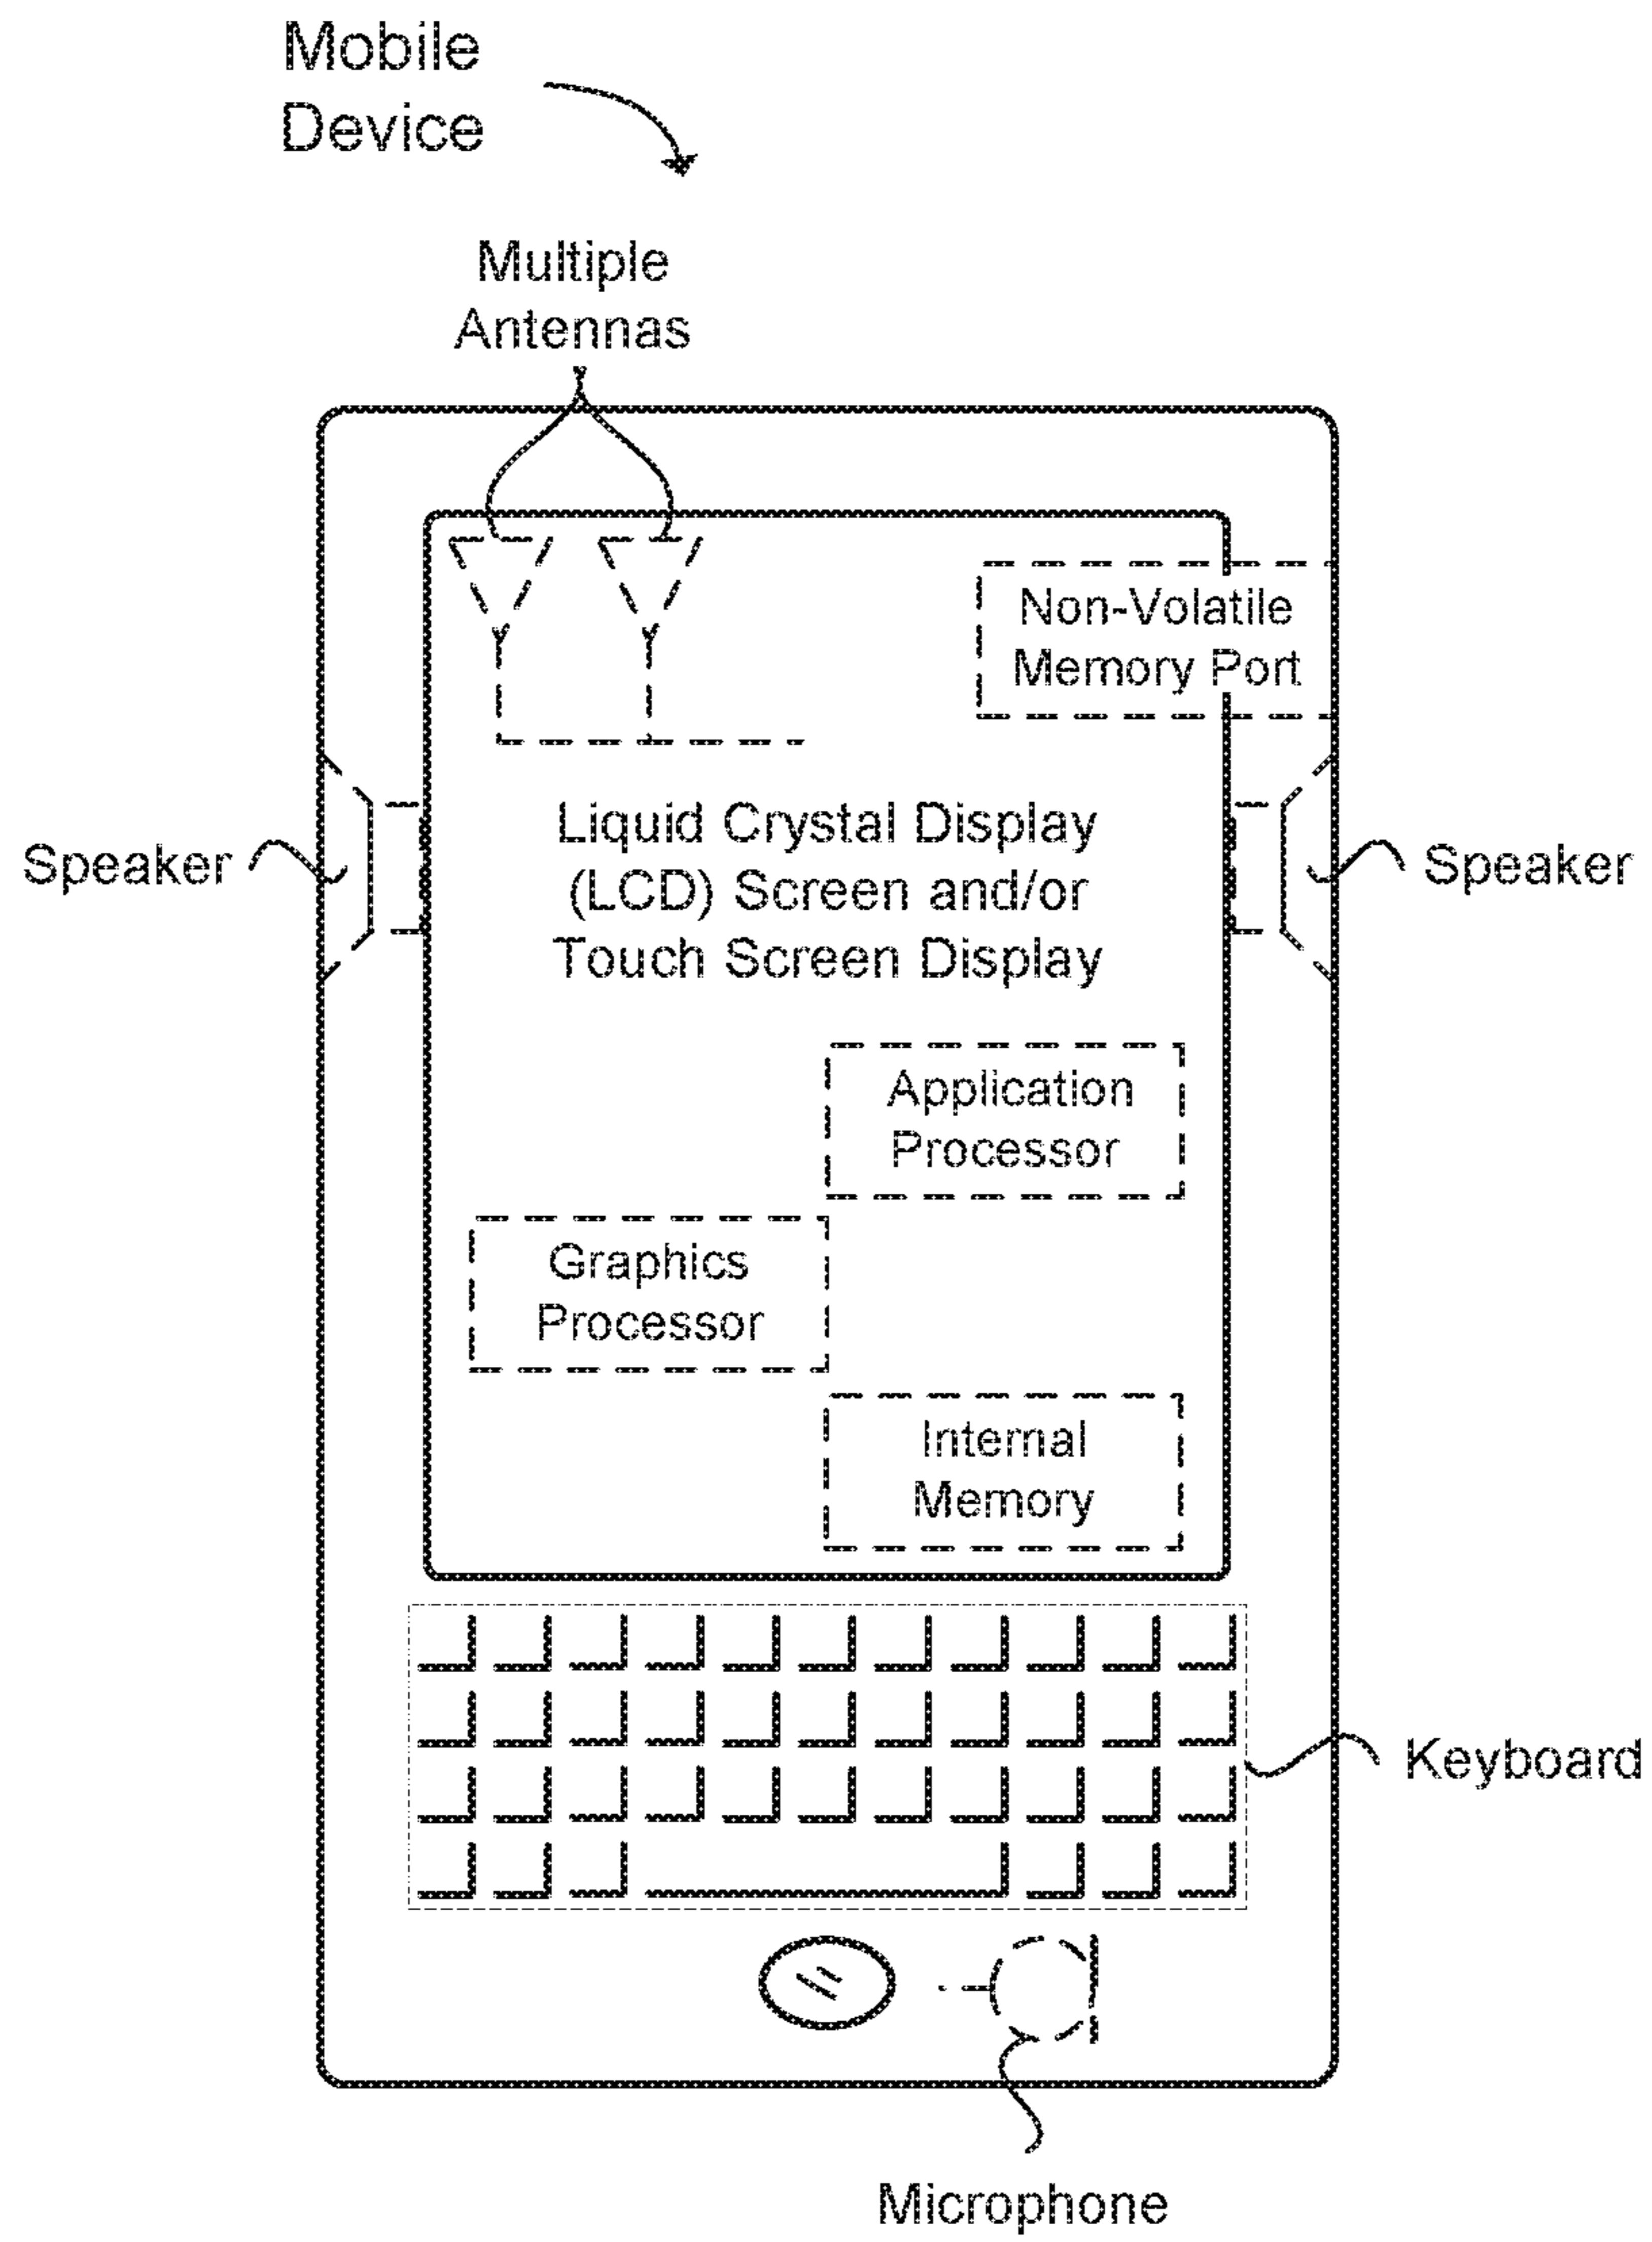 Mobile
Device
Multiple
Antennas
Non-Volatile
Memory Port
Speaker
Liquid Crystal Display
(LCD) Screen and/or
Touch Screen Display
Speaker
Application
Processor
Graphics
Processor
Internal
Memory
Keyboard
Microphone